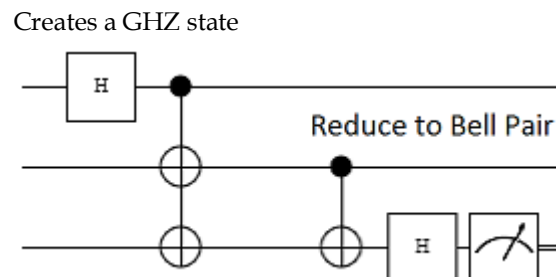 Creates a GHZ state
H
Reduce to Bell Pair
H